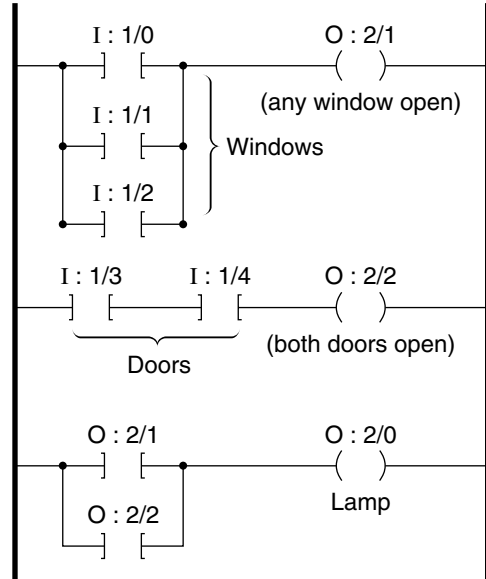 I : 1/0
O : 2/1
(any window open)
I : 1/1
Windows
I : 1/2
I : 1/3
I : 1/4
O : 2/2
(both doors open)
Doors
O : 2/1
O : 2/0
Lamp
O : 2/2